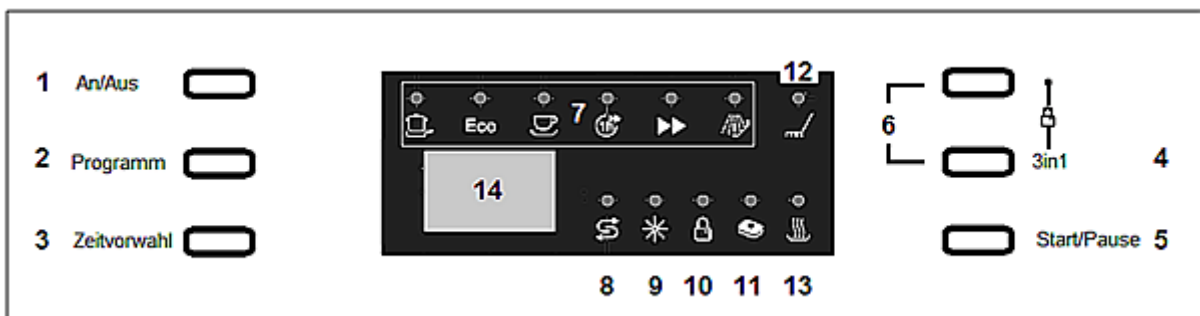 12
1 An/Aus
7
Eco 1h
6
2 Programm
3in1 4
14
3 Zeitvorwahl
Start/Pause 5
8 9 10 11 13